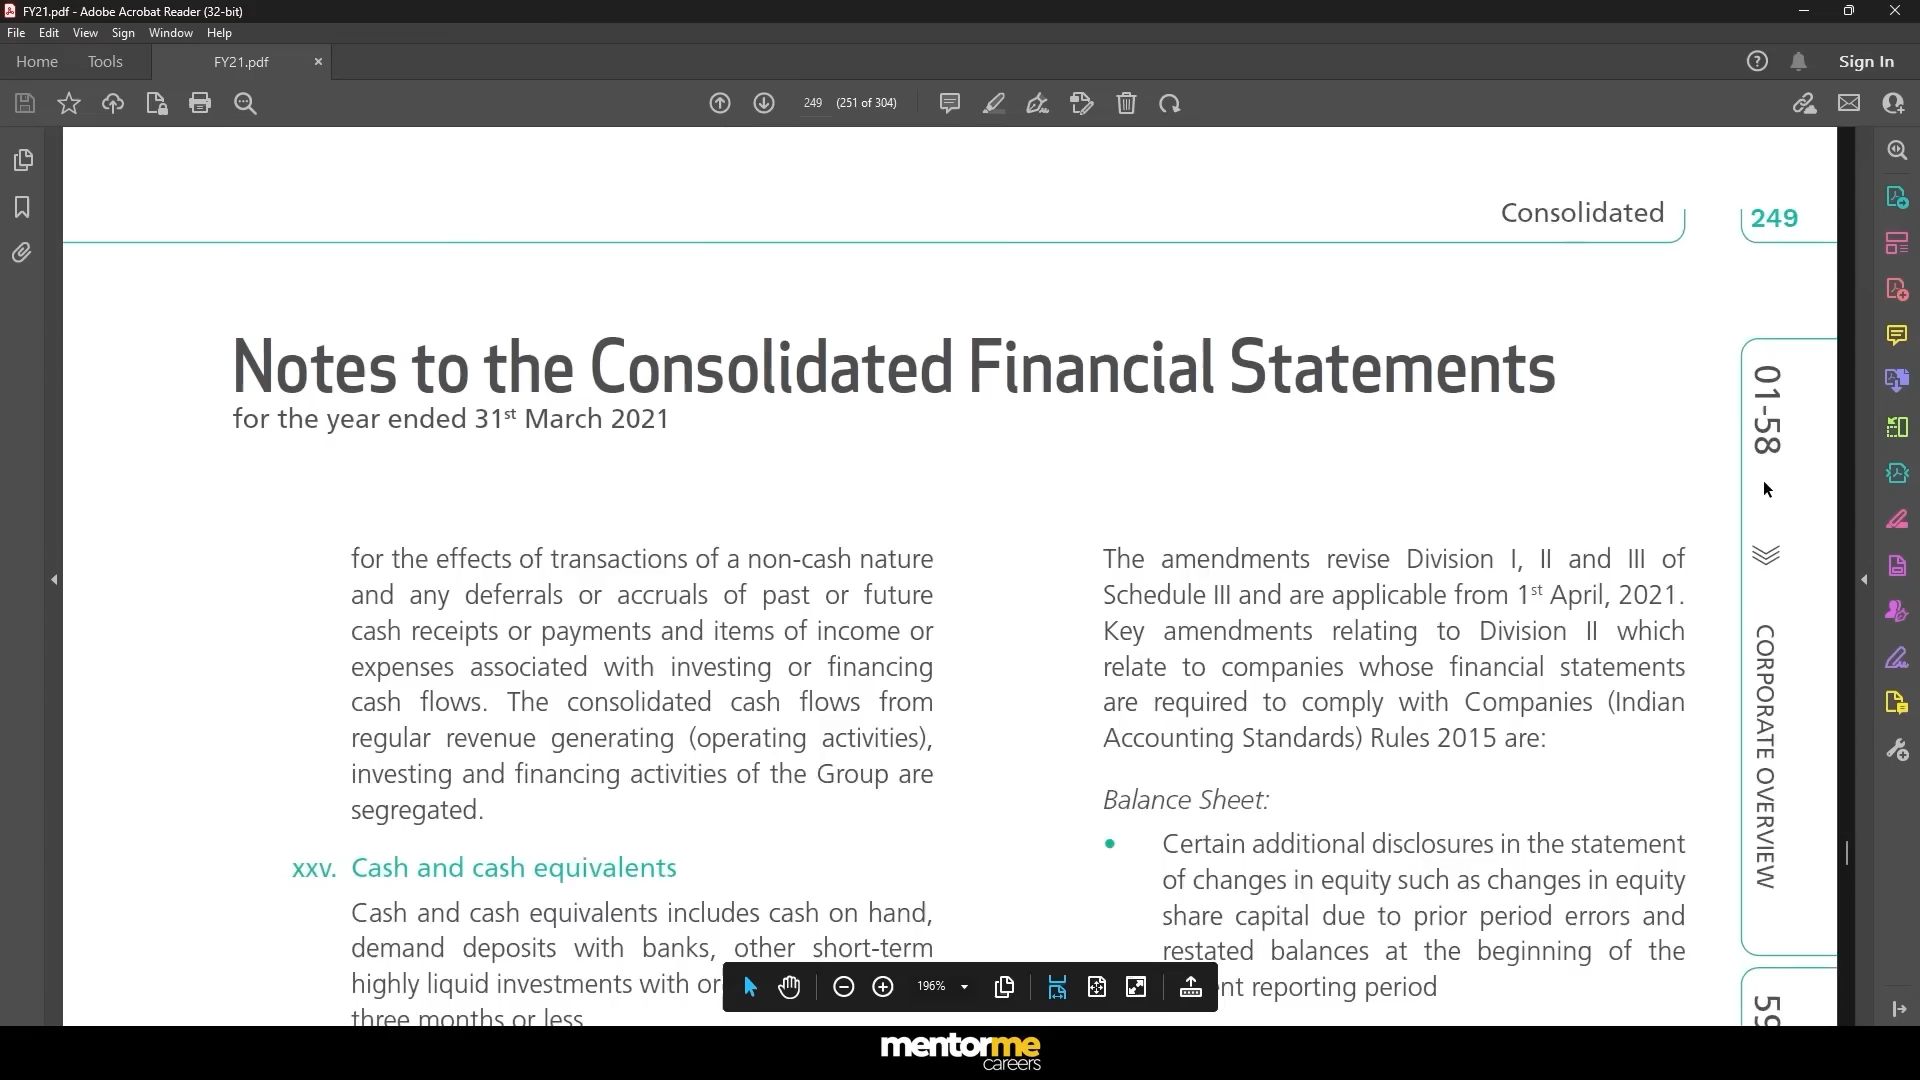 FY21.pdf - Adobe Acrobat Reader (32-bit)
File Edit View Sign Window Help
Home Tools FY21.pdf Sign In
249 (251 of 304)
Consolidated 249
Notes to the Consolidated Financial Statements
for the year ended 31st March 2021
for the effects of transactions of a non-cash nature
and any deferrals or accruals of past or future
cash receipts or payments and items of income or
expenses associated with investing or financing
cash flows. The consolidated cash flows from
regular revenue generating (operating activities),
investing and financing activities of the Group are
segregated.
xxv. Cash and cash equivalents
Cash and cash equivalents includes cash on hand,
demand deposits with banks, other short-term
highly liquid investments with
three months or less
The amendments revise Division I, II and III of
Schedule III and are applicable from 1st April, 2021.
Key amendments relating to Division II which
relate to companies whose financial statements
are required to comply with Companies (Indian
Accounting Standards) Rules 2015 are:
Balance Sheet:
• Certain additional disclosures in the statement
of changes in equity such as changes in equity
share capital due to prior period errors and
restated balances at the beginning of the
reporting period
01-58
CORPORATE OVERVIEW
59
196%
mentorme
careers